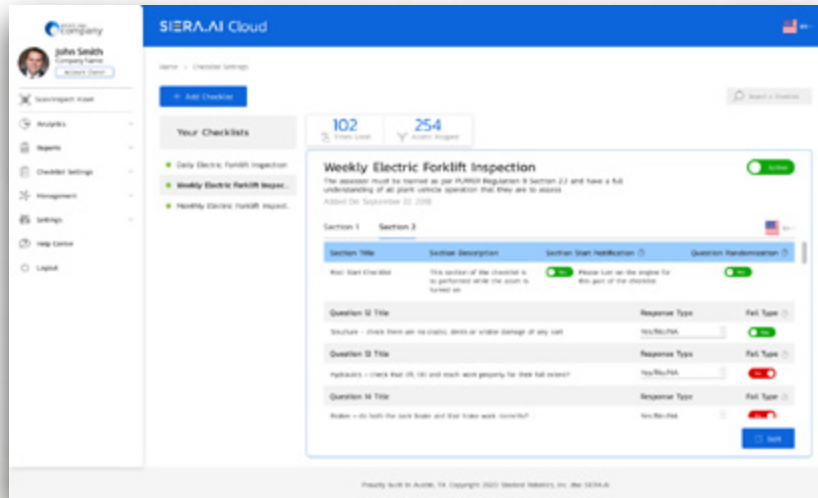 company
SIERA.AI Cloud
John Smith
Company Name
Account Owner
Home > Checklist Settings
Scan/Inspect Asset
Analytics
Reports
Checklist Settings
Management
Settings
Help Center
Logout
+ Add Checklist
Search a Checklist
Your Checklists
Daily Electric Forklift Inspection
Weekly Electric Forklift Inspec...
Monthly Electric Forklift Inspect...
102
Times Used
254
Assets Assigned
Weekly Electric Forklift Inspection
Active
The assessor must be trained as per PUWER Regulation 9 Section 2.2 and have a full
understanding of all plant vehicle operation that they are to assess
Added On: September 22, 2018
Section 1
Section 2
Section Title
Section Description
Section Start Notification
Question Randomization
Post Start Checklist
This section of the checklist is
to performed while the asset is
turned on
Yes
Please turn on the engine for
this part of the checklist
Yes
Question 12 Title
Response Type
Fail Type
Structure - check there are no cracks, dents or visible damage of any sort
Yes/No/NA
Yes
Question 13 Title
Response Type
Fail Type
Hydraulics - check that lift, tilt and reach work properly for their full extent?
Yes/No/NA
No
Question 14 Title
Response Type
Fail Type
Brakes - do both the
brake and
brake work correctly?
Yes/No/NA
No
Edit
Proudly built in Austin, TX. Copyright 2020 Stocked Robotics, Inc. dba SIERA.AI